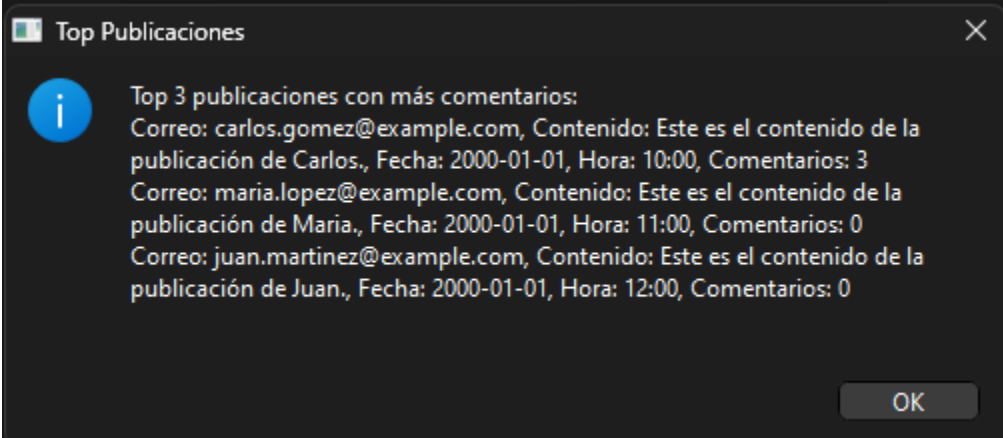 Top Publicaciones
Top 3 publicaciones con más comentarios:
Correo: carlos.gomez@example.com, Contenido: Este es el contenido de la
publicación de Carlos., Fecha: 2000-01-01, Hora: 10:00, Comentarios: 3
Correo: maria.lopez@example.com, Contenido: Este es el contenido de la
publicación de Maria., Fecha: 2000-01-01, Hora: 11:00, Comentarios: 0
Correo: juan.martinez@example.com, Contenido: Este es el contenido de la
publicación de Juan., Fecha: 2000-01-01, Hora: 12:00, Comentarios: 0
OK